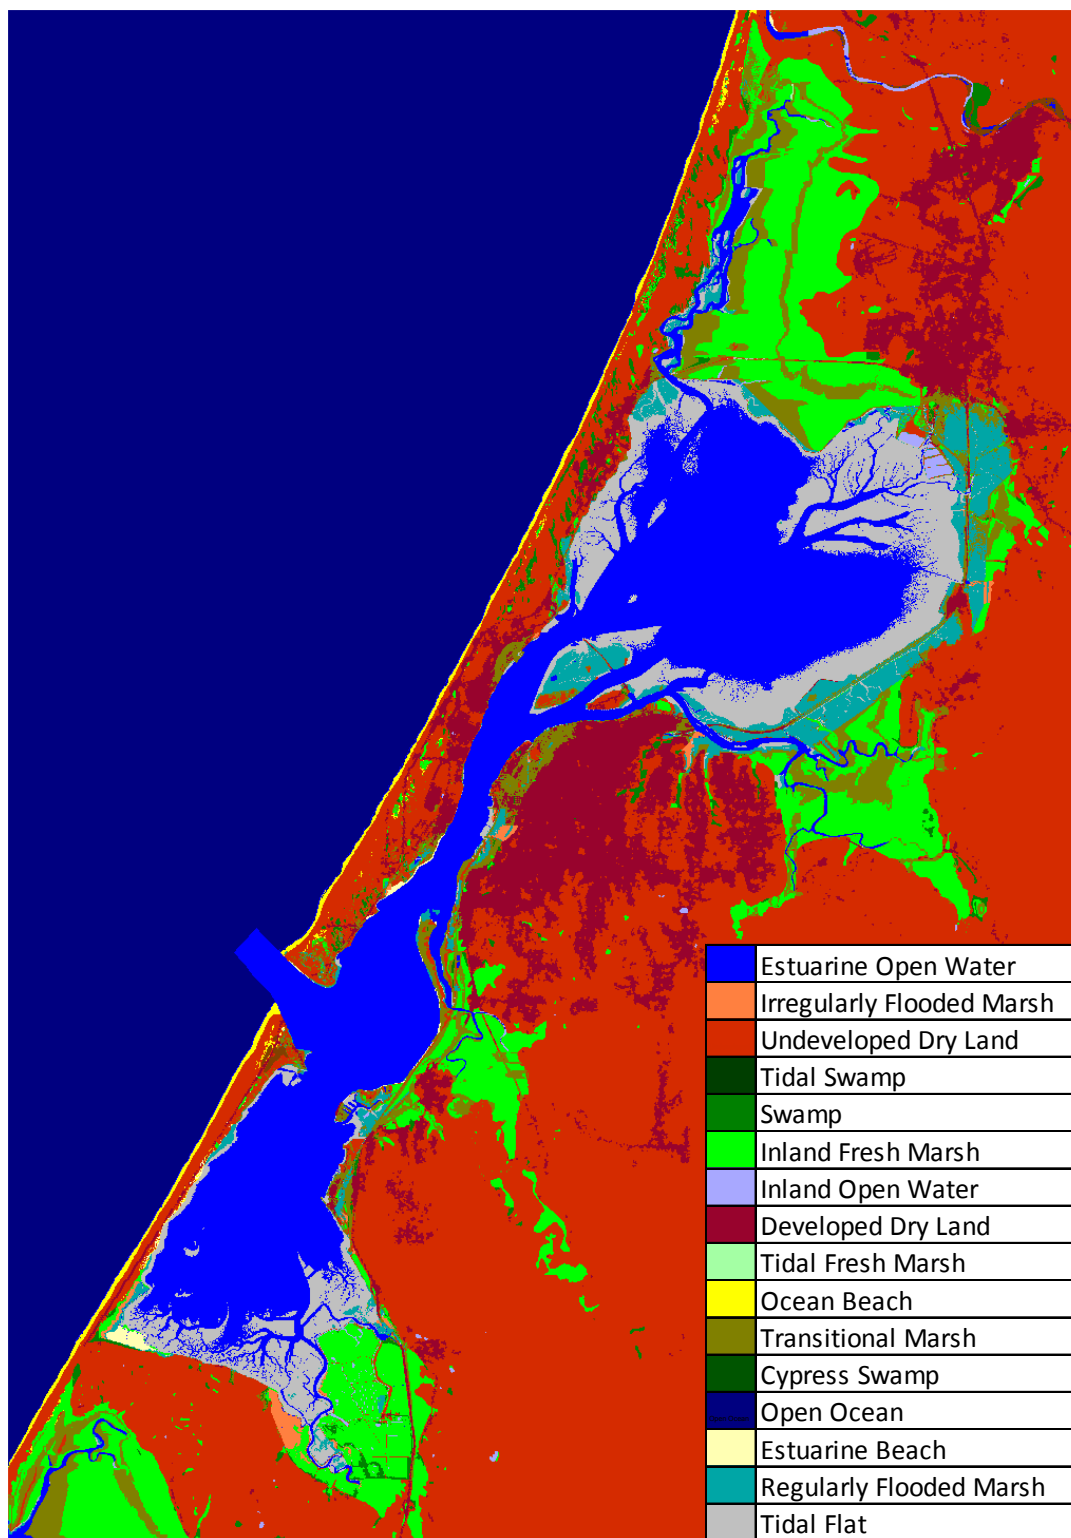 Estuarine Open Water
Irregularly Flooded Marsh
Undeveloped Dry Land
Tidal Swamp
Swamp
Inland Fresh Marsh
Inland Open Water
Developed Dry Land
Tidal Fresh Marsh
Ocean Beach
Transitional Marsh
Cypress Swamp
Open Ocean
Estuarine Beach
Regularly Flooded Marsh
Tidal Flat